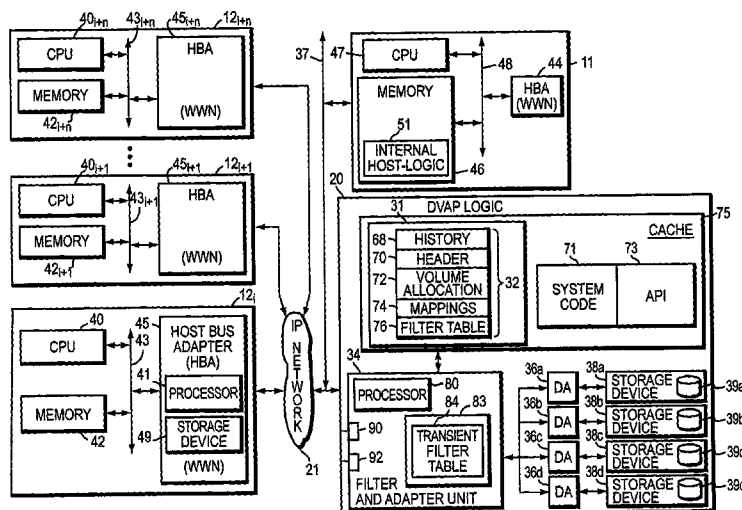 40i+n
43i+n
45i+n
12i+n
CPU
HBA
MEMORY
(WWN)
42i+n
40i+1
43i+1
45i+1
12i+1
CPU
HBA
MEMORY
(WWN)
42i+1
12i
40
45
43
CPU
HOST BUS
ADAPTER
(HBA)
41
PROCESSOR
MEMORY
49
STORAGE
DEVICE
42
(WWN)
IP NETWORK
21
37
47
CPU
48
44
11
MEMORY
HBA
(WWN)
51
INTERNAL
HOST-LOGIC
46
20
DVAP LOGIC
75
31
CACHE
68
HISTORY
70
HEADER
72
VOLUME
ALLOCATION
32
74
MAPPINGS
76
FILTER TABLE
71
73
SYSTEM
CODE
API
34
PROCESSOR
80
84
83
TRANSIENT
FILTER
TABLE
90
92
FILTER
AND ADAPTER UNIT
36a
38a
DA
STORAGE
DEVICE
39a
36b
38b
DA
STORAGE
DEVICE
39b
36c
38c
DA
STORAGE
DEVICE
39c
36d
38d
DA
STORAGE
DEVICE
39d